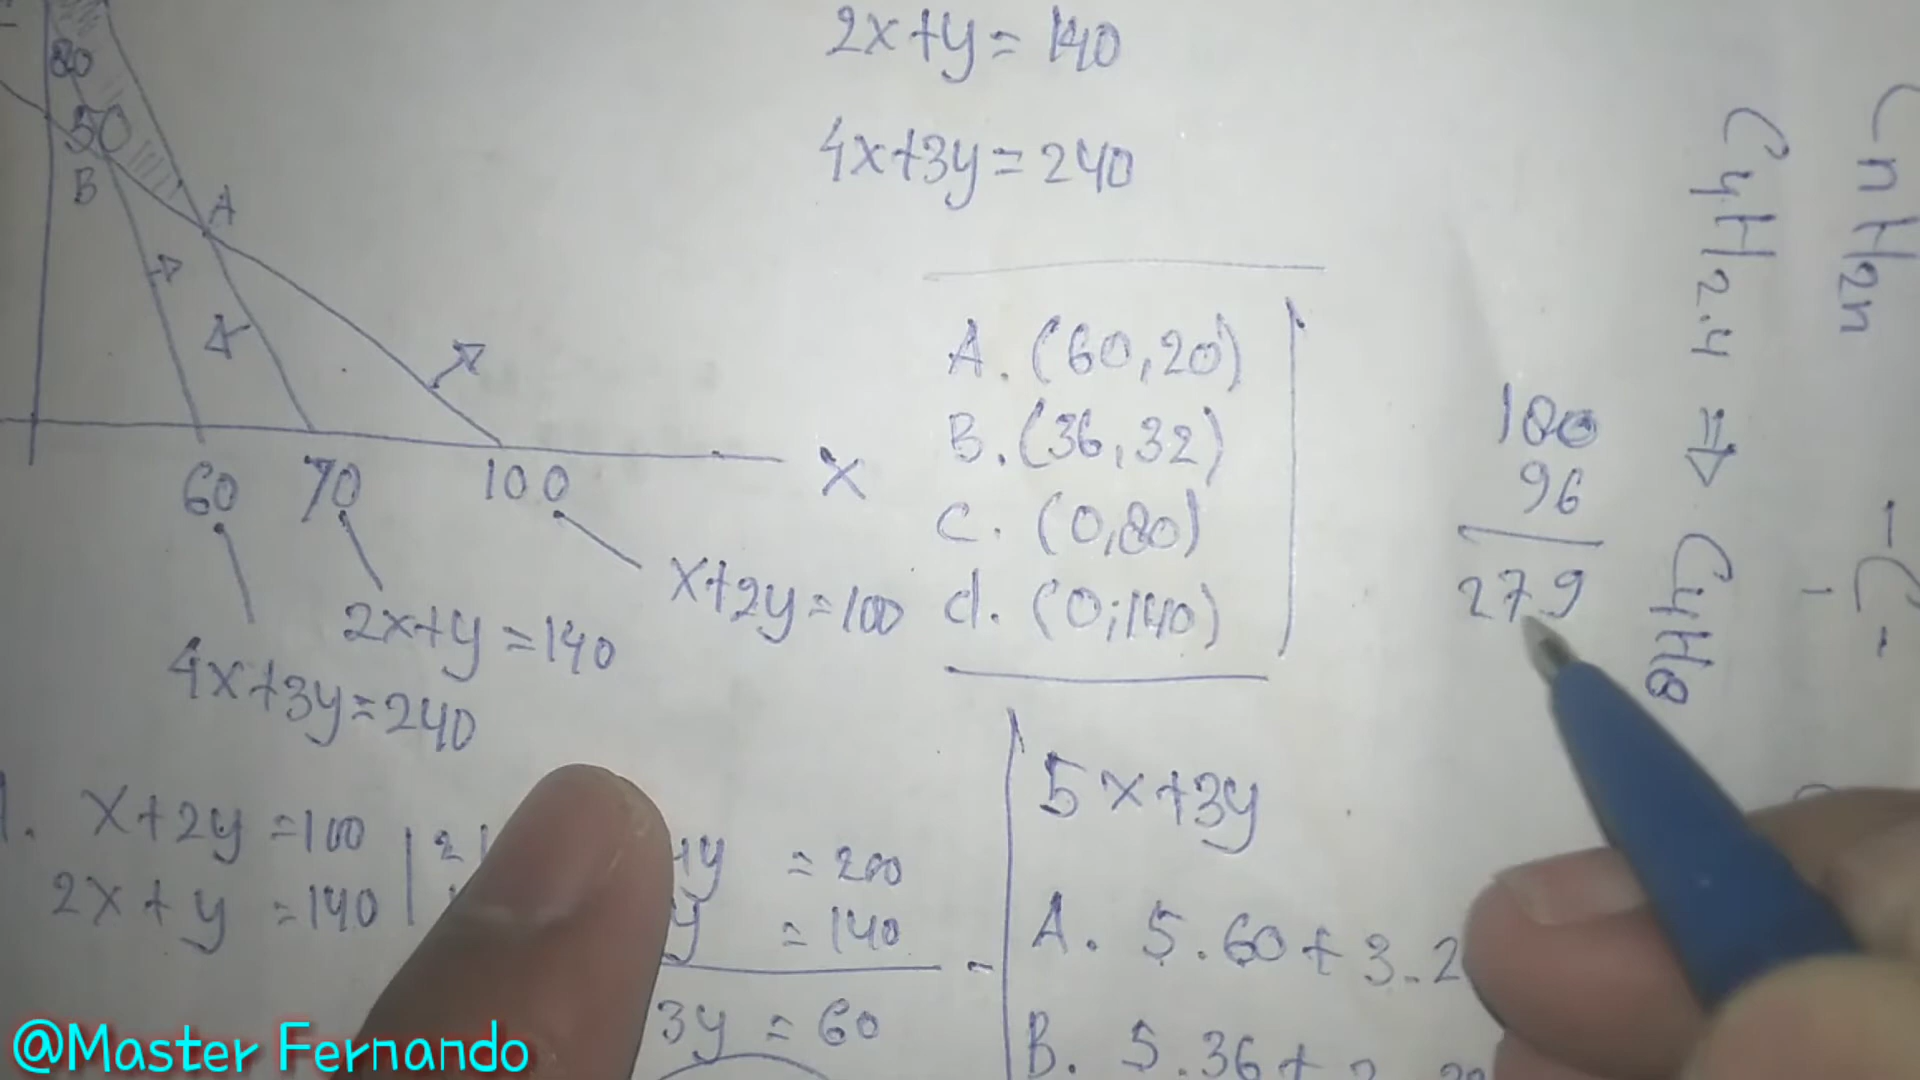 80
50
B
A
60 70 100
X
2x+y=140
4x+3y=240
x+2y=100
2x+y=140
4x+3y=240
A. (60,20)
B. (36,32)
C. (0,80)
d. (0;140)
180
96
279
CnH2n
C4H2.4 ⇒ C4H8
-C-
1. x+2y=100
2x+y=140
y =200
y =140
-
3y=60
5x+3y
A. 5.60+3.2
B. 5.36+
@Master Fernando